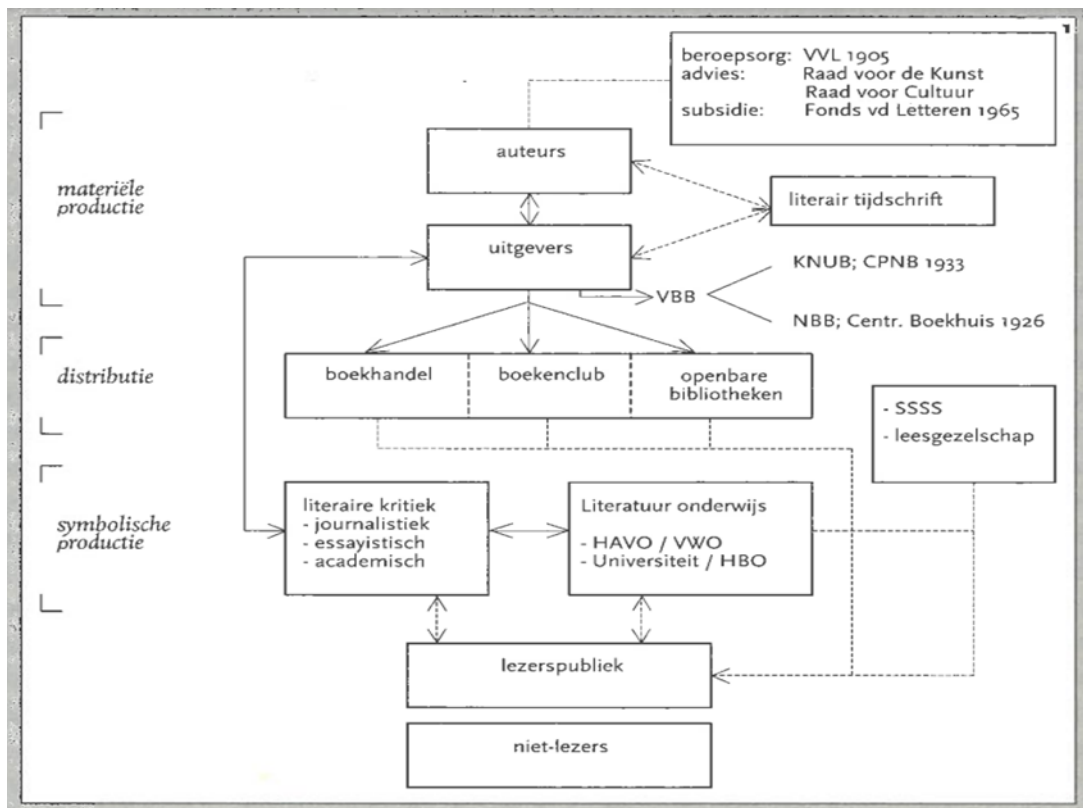 1
beroepsorg: VVL 1905
advies: Raad voor de Kunst
Raad voor Cultuur
subsidie: Fonds vd Letteren 1965
auteurs
materiële
productie
literair tijdschrift
uitgevers
KNUB; CPNB 1933
VBB
NBB; Centr. Boekhuis 1926
distributie
boekhandel
boekenclub
openbare
bibliotheken
- SSSS
- leesgezelschap
symbolische
productie
literaire kritiek
- journalistiek
- essayistisch
- academisch
Literatuur onderwijs
- HAVO / VWO
- Universiteit / HBO
lezerspubliek
niet-lezers